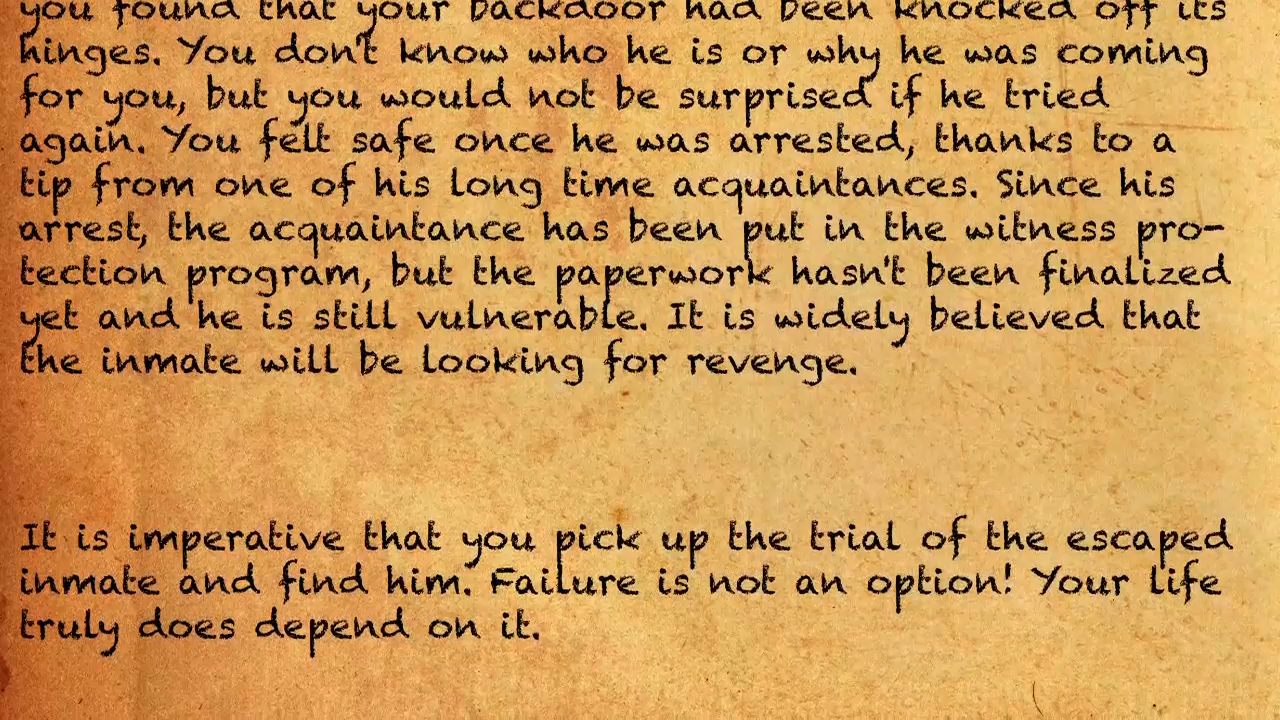 you found that your backdoor had been knocked off its
hinges. You don't know who he is or why he was coming
for you, but you would not be surprised if he tried
again. You felt safe once he was arrested, thanks to a
tip from one of his long time acquaintances. Since his
arrest, the acquaintance has been put in the witness pro-
tection program, but the paperwork hasn't been finalized
yet and he is still vulnerable. It is widely believed that
the inmate will be looking for revenge.
It is imperative that you pick up the trial of the escaped
inmate and find him. Failure is not an option! Your life
truly does depend on it.